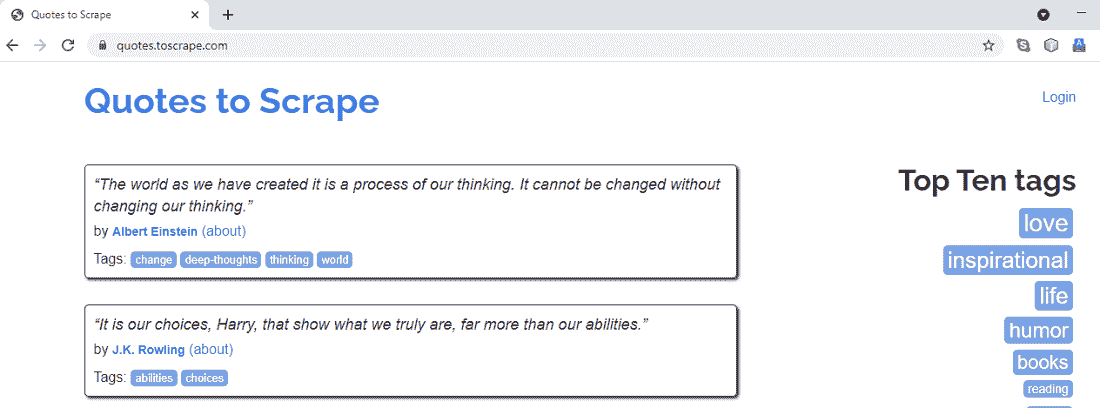 Quotes to Scrape
quotes.toscrape.com
Quotes to Scrape
Login
“The world as we have created it is a process of our thinking. It cannot be changed without
changing our thinking.”
by Albert Einstein (about)
Tags: change deep-thoughts thinking world
“It is our choices, Harry, that show what we truly are, far more than our abilities.”
by J.K. Rowling (about)
Tags: abilities choices
Top Ten tags
love
inspirational
life
humor
books
reading